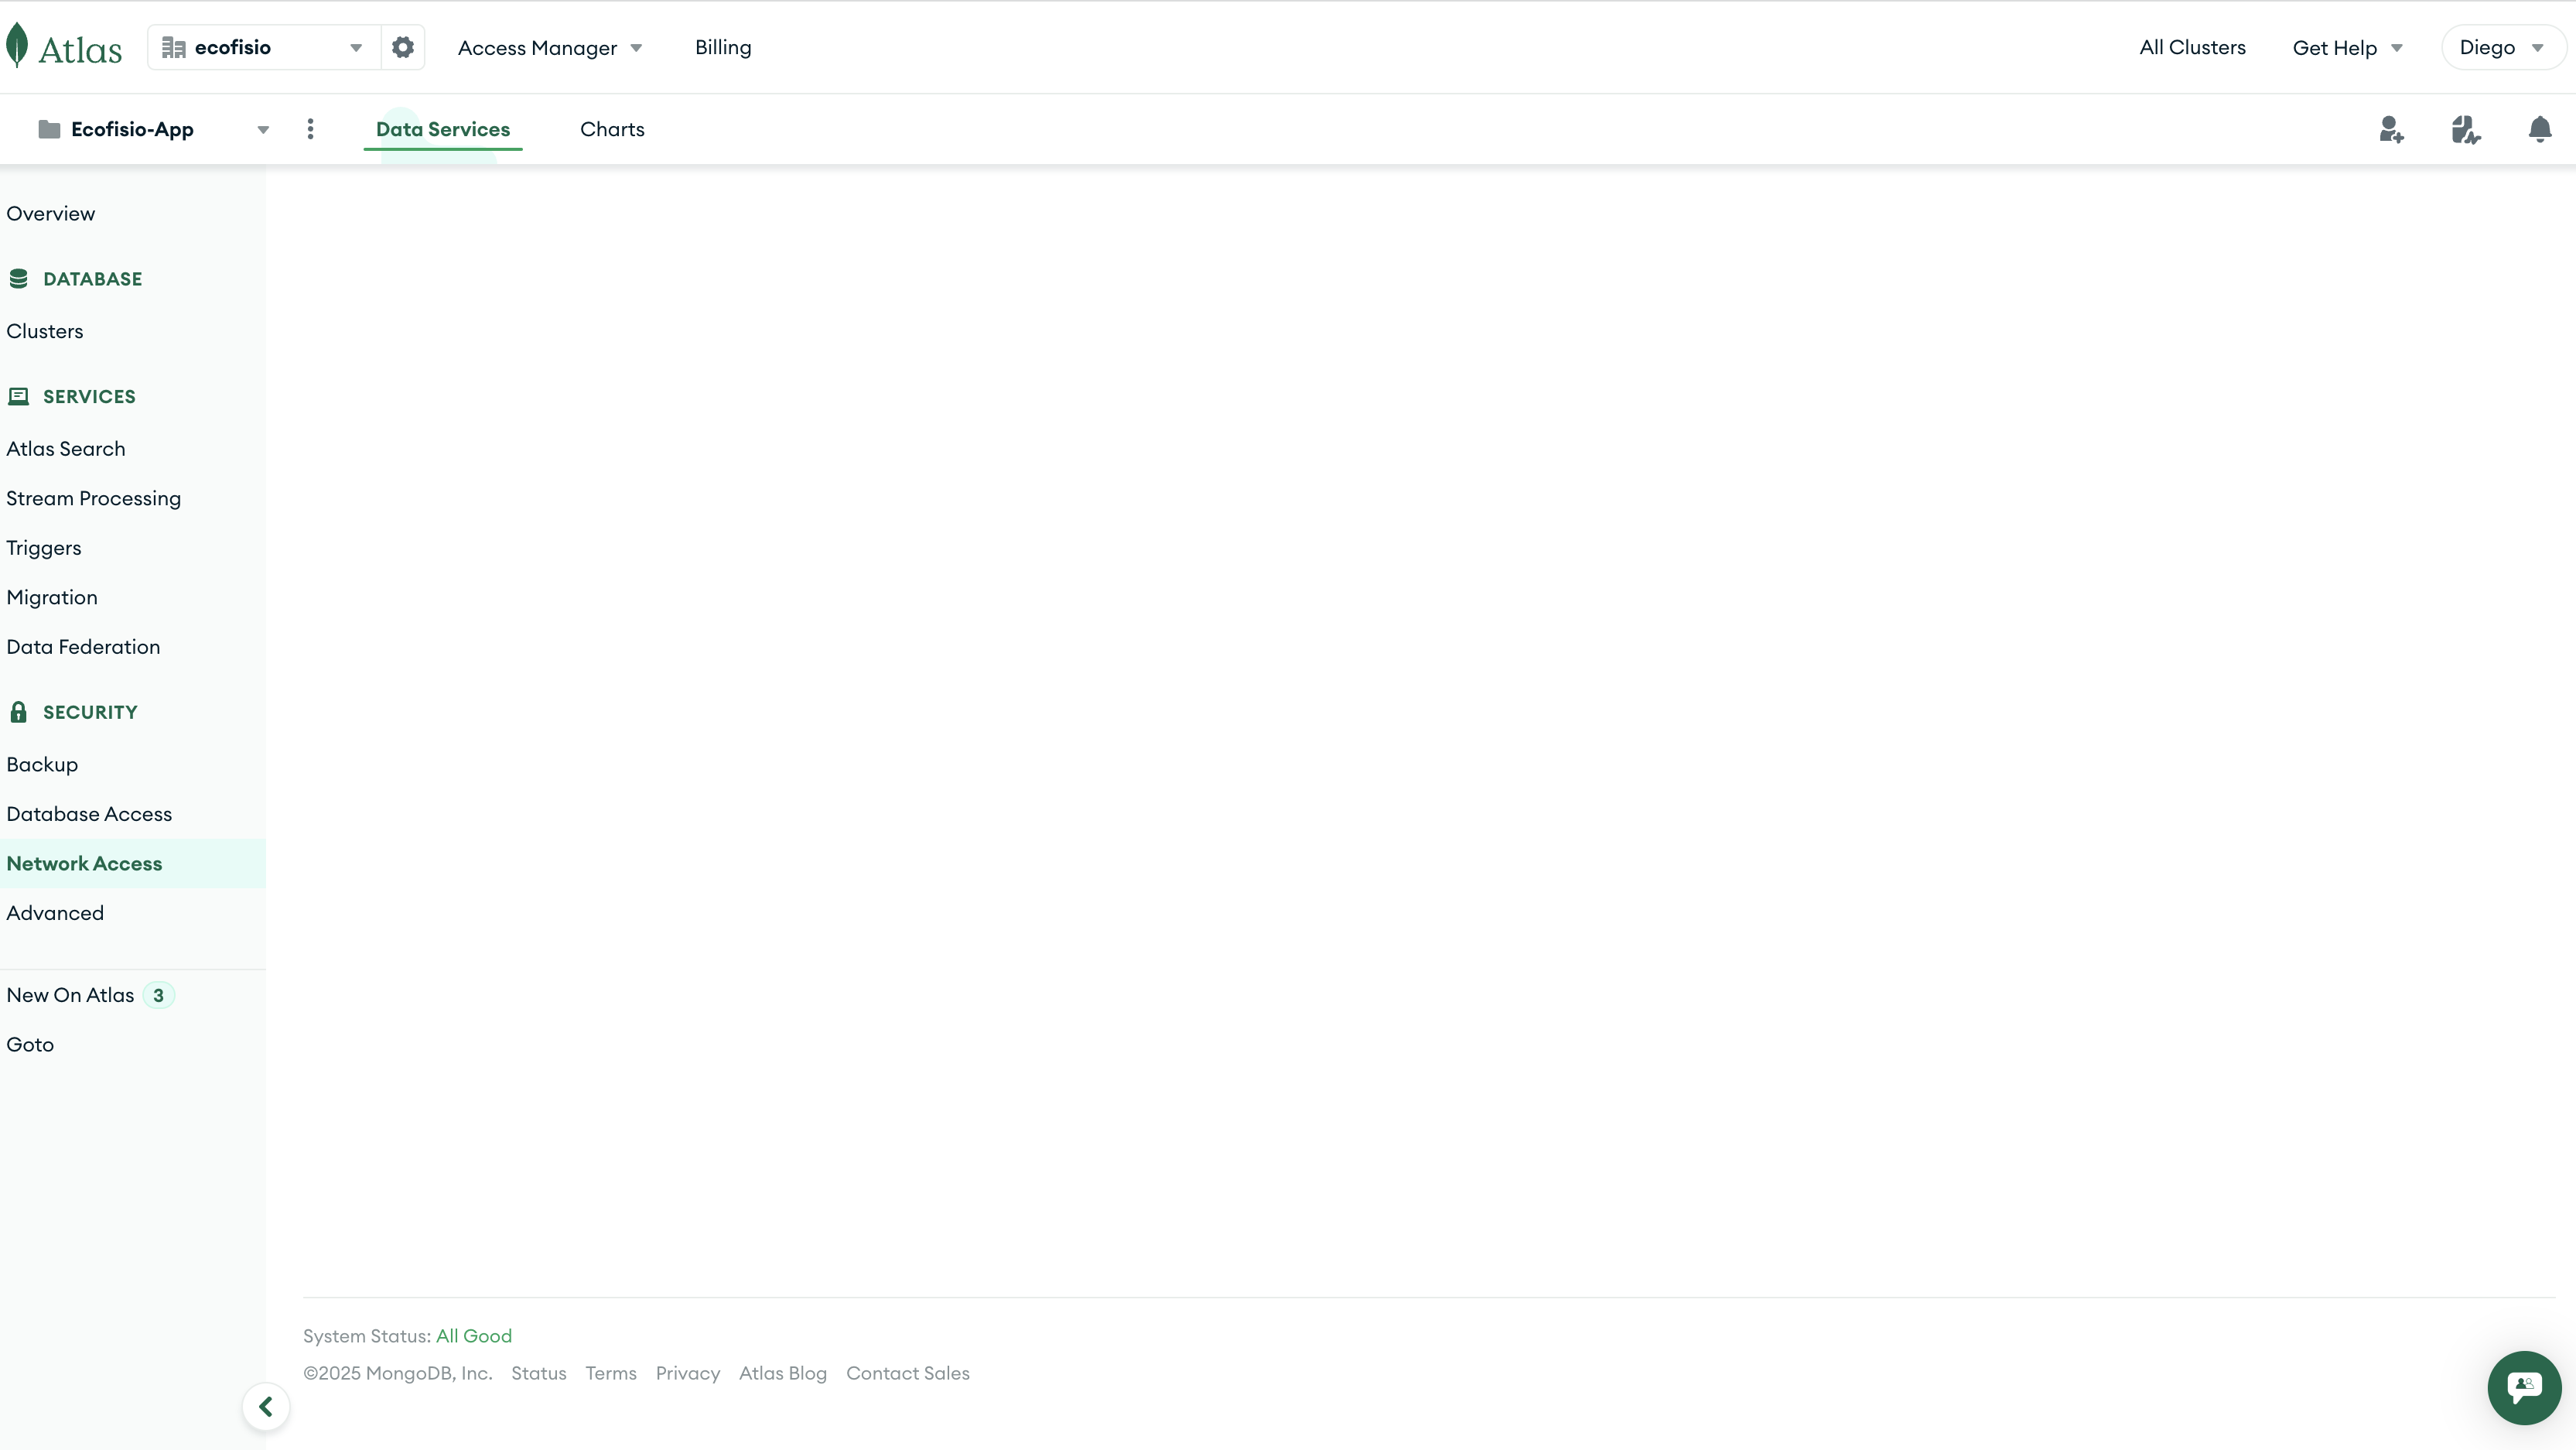 Atlas
ecofisio
Access Manager
Billing
All Clusters
Get Help
Diego
Ecofisio-App
Data Services
Charts
Overview
DATABASE
Clusters
SERVICES
Atlas Search
Stream Processing
Triggers
Migration
Data Federation
SECURITY
Backup
Database Access
Network Access
Advanced
New On Atlas 3
Goto
System Status: All Good
©2025 MongoDB, Inc. Status Terms Privacy Atlas Blog Contact Sales